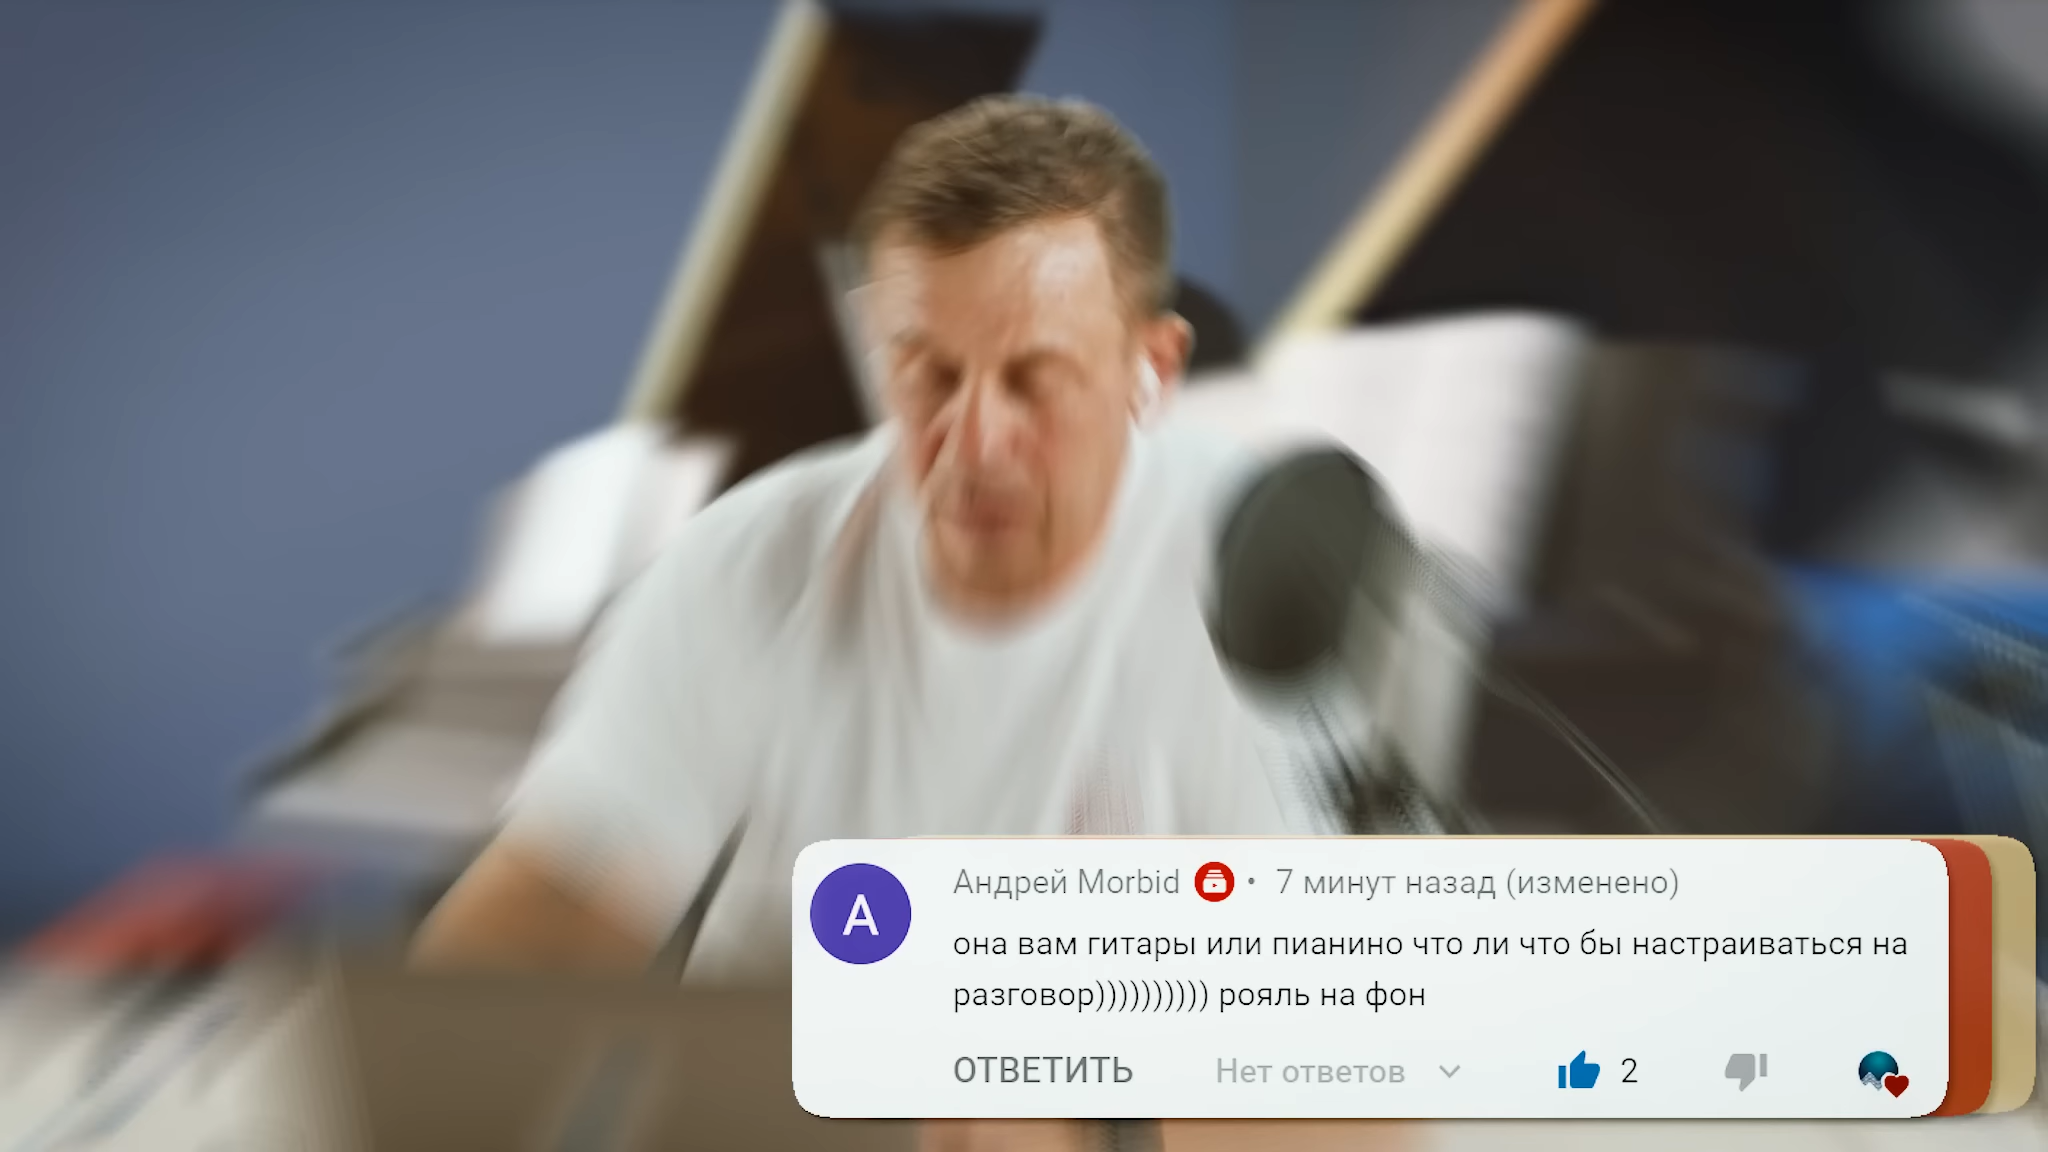 A
Андрей Morbid • 7 минут назад (изменено)
она вам гитары или пианино что ли что бы настраиваться на
разговор)))))))))) рояль на фон
ОТВЕТИТЬ Нет ответов 2